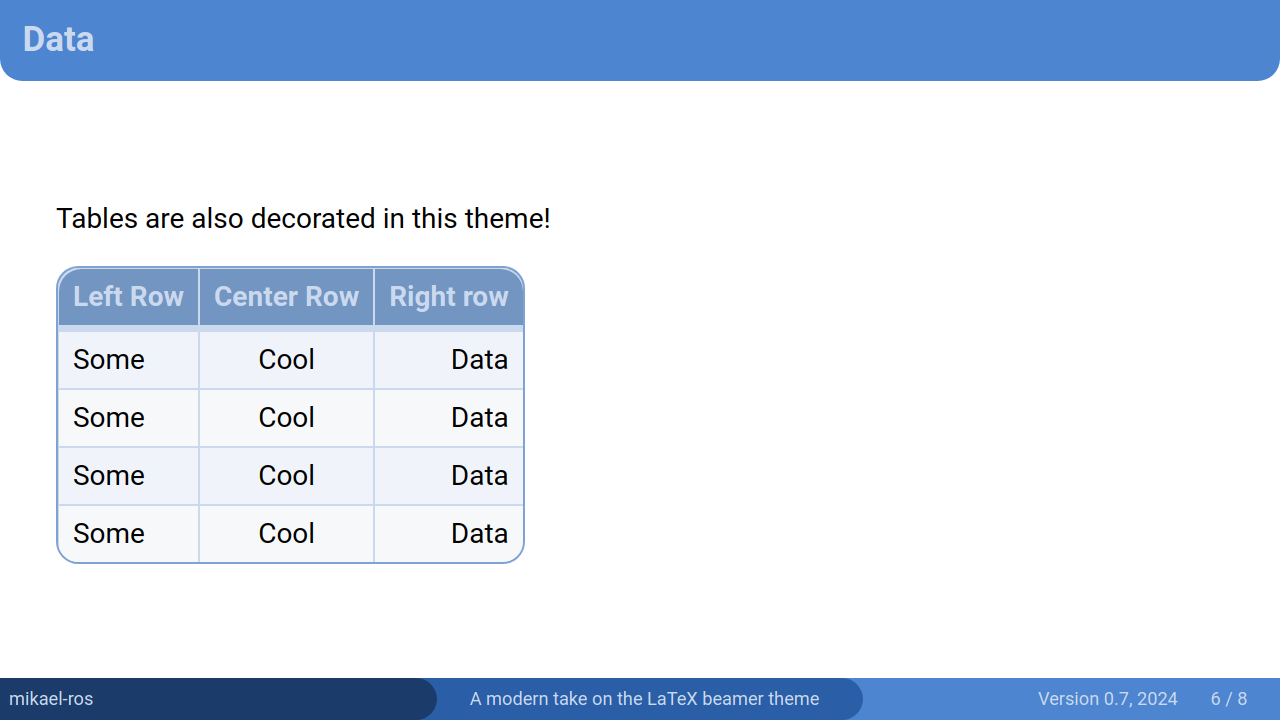 Data
Tables are also decorated in this theme!
Left Row Center Row Right row
Some Cool Data
Some Cool Data
Some Cool Data
Some Cool Data
mikael-ros A modern take on the LaTeX beamer theme Version 0.7, 2024 6 / 8